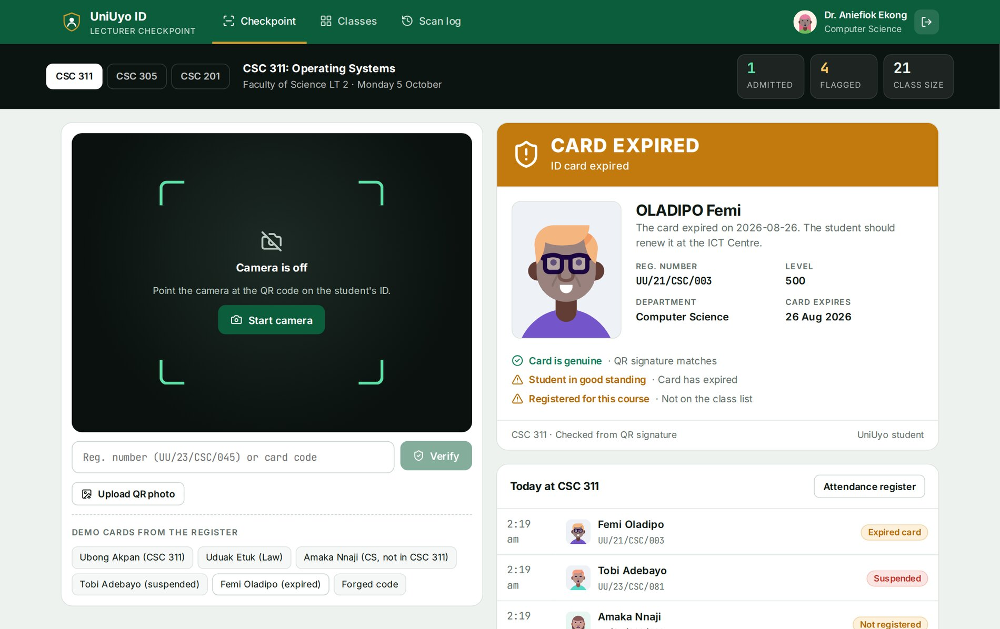 UniUyo ID
LECTURER CHECKPOINT
Checkpoint
Classes
Scan log
Dr. Aniefiok Ekong
Computer Science
CSC 311
CSC 305
CSC 201
CSC 311: Operating Systems
Faculty of Science LT 2 · Monday 5 October
1
ADMITTED
4
FLAGGED
21
CLASS SIZE
Camera is off
Point the camera at the QR code on the student's ID.
Start camera
Reg. number (UU/23/CSC/045) or card code
Verify
Upload QR photo
DEMO CARDS FROM THE REGISTER
Ubong Akpan (CSC 311)
Uduak Etuk (Law)
Amaka Nnaji (CS, not in CSC 311)
Tobi Adebayo (suspended)
Femi Oladipo (expired)
Forged code
CARD EXPIRED
ID card expired
OLADIPO Femi
The card expired on 2026-08-26. The student should
renew it at the ICT Centre.
REG. NUMBER
UU/21/CSC/003
LEVEL
500
DEPARTMENT
Computer Science
CARD EXPIRES
26 Aug 2026
Card is genuine · QR signature matches
Student in good standing · Card has expired
Registered for this course · Not on the class list
CSC 311 · Checked from QR signature
UniUyo student
Today at CSC 311
Attendance register
2:19
am
Femi Oladipo
UU/21/CSC/003
Expired card
2:19
am
Tobi Adebayo
UU/23/CSC/081
Suspended
2:19
Amaka Nnaji
Not registered